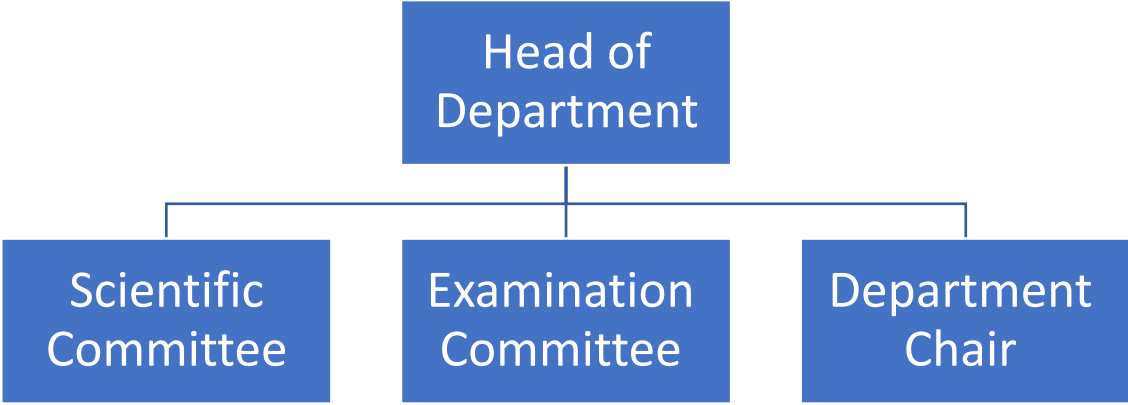 Head of
Department
Scientific
Committee
Examination
Committee
Department
Chair